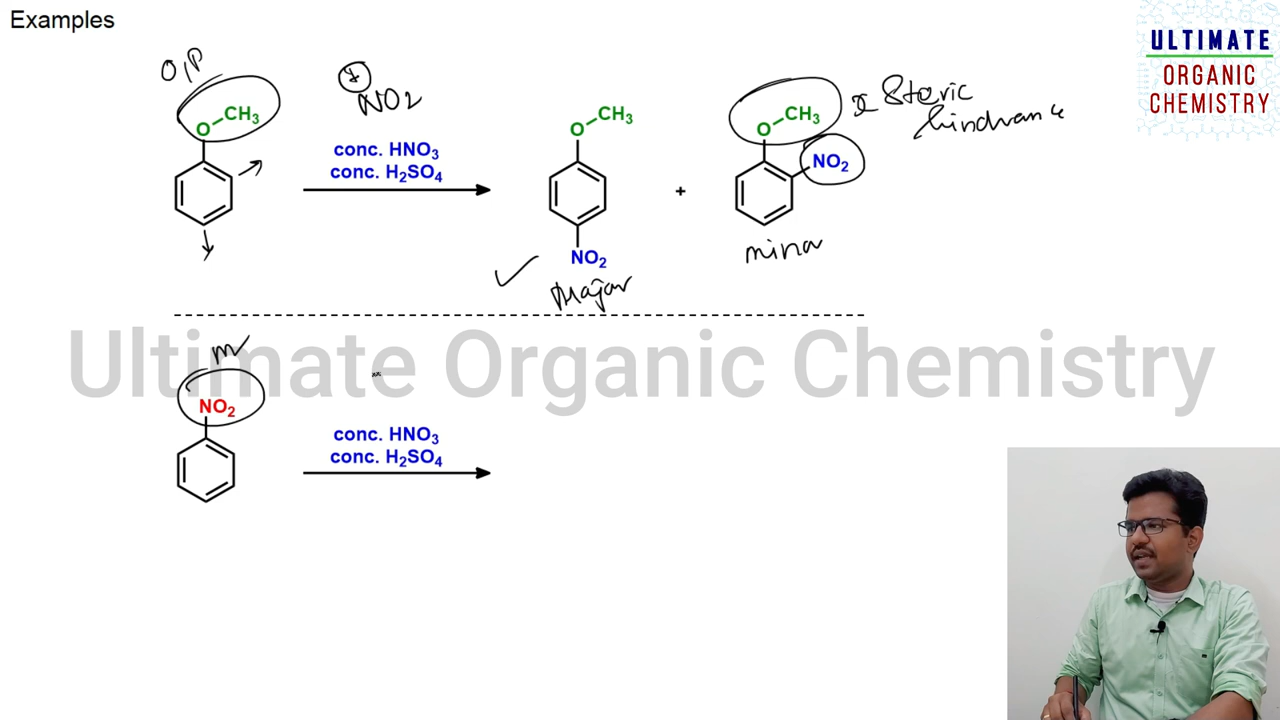 Examples
ULTIMATE
ORGANIC
CHEMISTRY
O,P
O CH3
⊕NO2
conc. HNO3
conc. H2SO4
O CH3
NO2
Major
+
O CH3
NO2
x Steric
hindrance
minor
Ultimate Organic Chemistry
m
NO2
conc. HNO3
conc. H2SO4